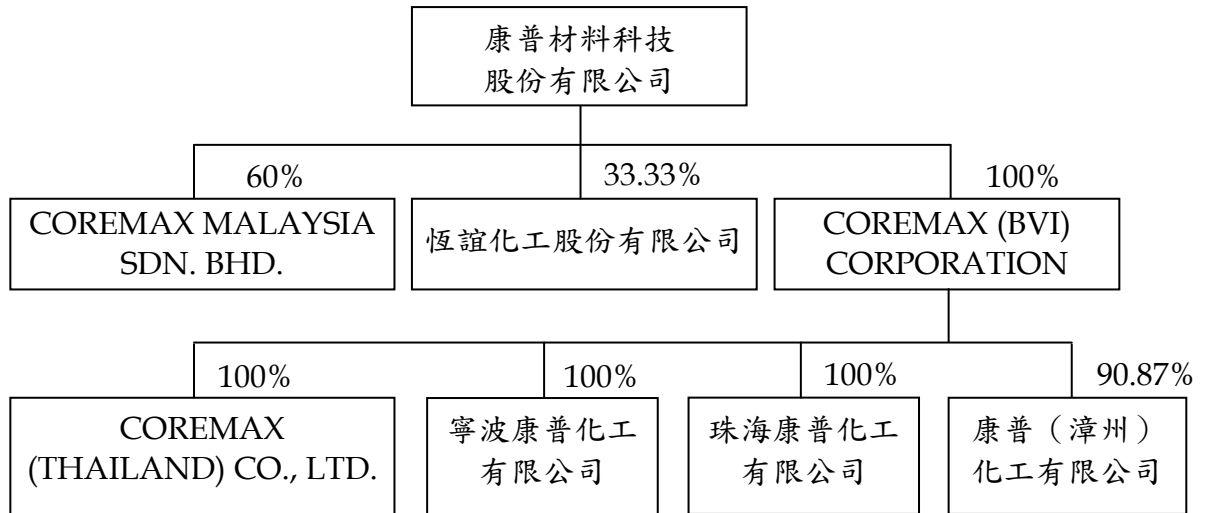 康普材料科技
股份有限公司
60%
33.33%
100%
COREMAX MALAYSIA
SDN. BHD.
恆誼化工股份有限公司
COREMAX (BVI)
CORPORATION
100%
100%
100%
90.87%
COREMAX
(THAILAND) CO., LTD.
寧波康普化工
有限公司
珠海康普化工
有限公司
康普（漳州）
化工有限公司